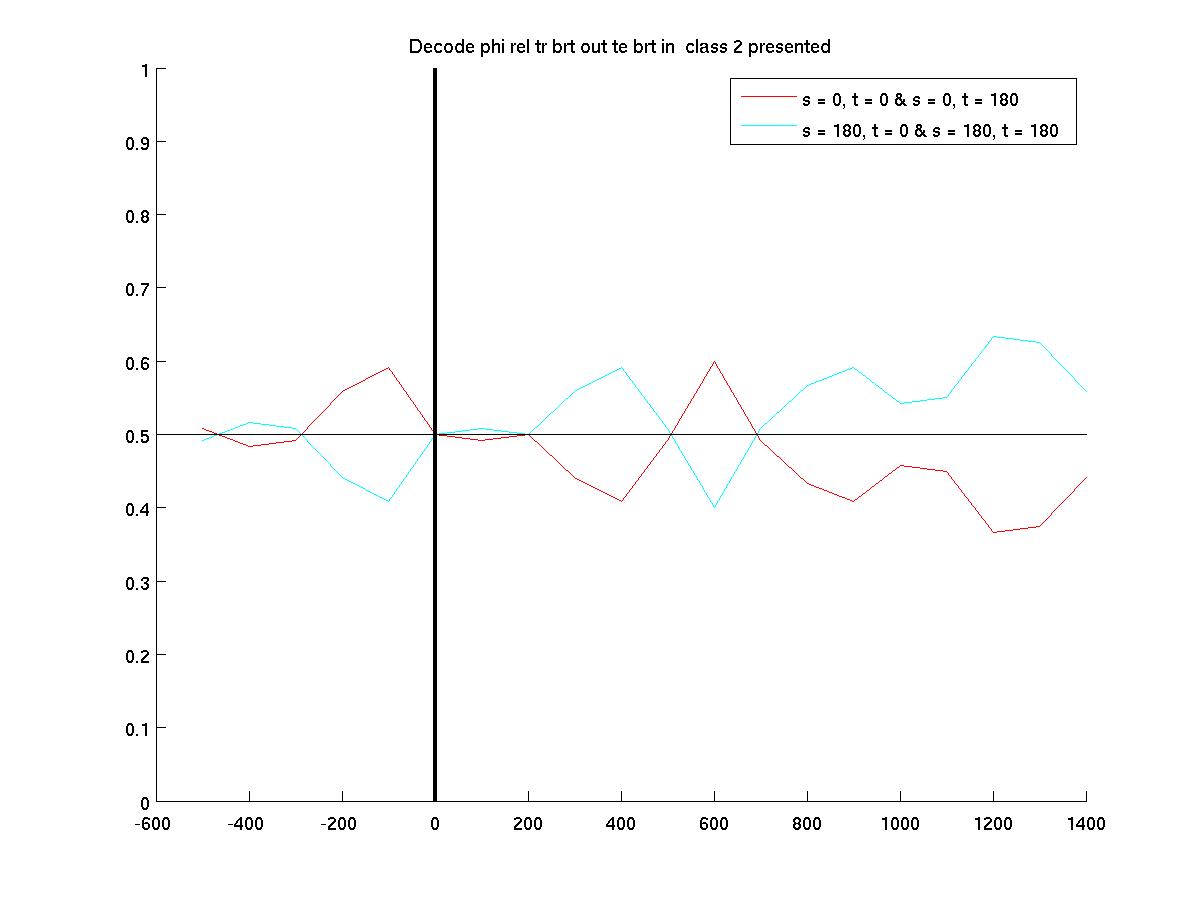 Decode phi rel tr brt out te brt in  class 2 presented
s = 0, t = 0 & s = 0, t = 180
s = 180, t = 0 & s = 180, t = 180
1
0.9
0.8
0.7
0.6
0.5
0.4
0.3
0.2
0.1
0
-600 -400 -200 0 200 400 600 800 1000 1200 1400